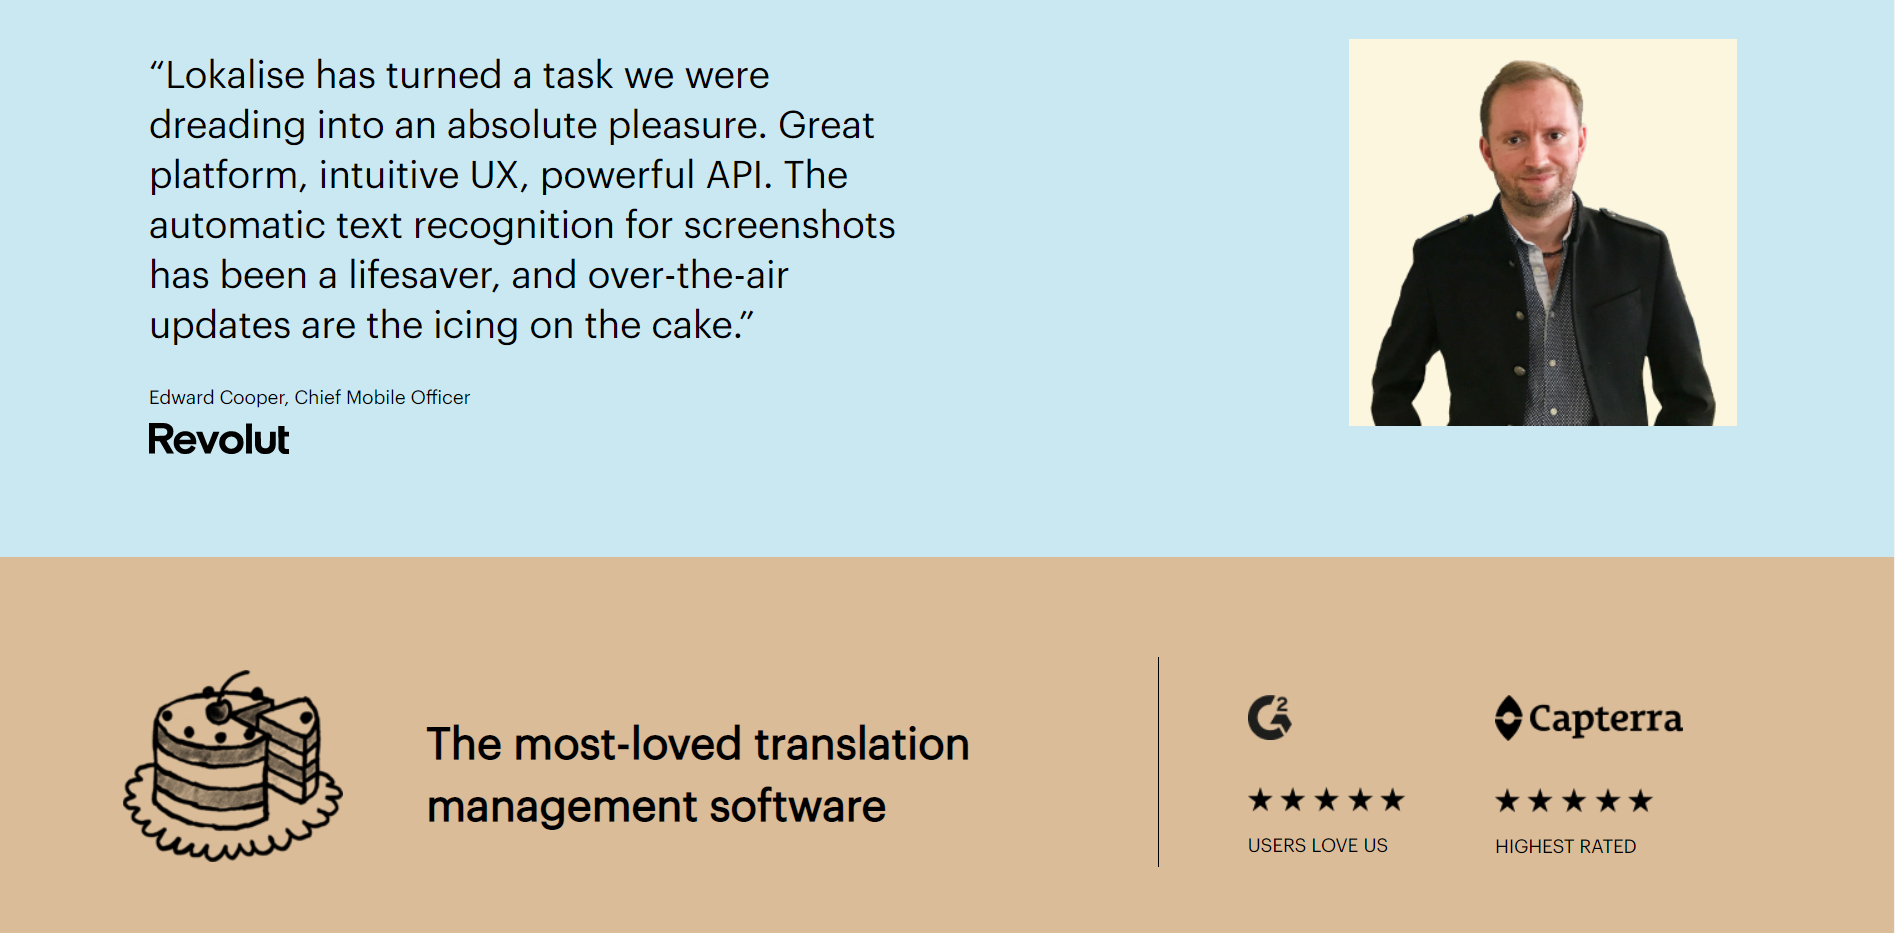 “Lokalise has turned a task we were
dreading into an absolute pleasure. Great
platform, intuitive UX, powerful API. The
automatic text recognition for screenshots
has been a lifesaver, and over-the-air
updates are the icing on the cake.”
Edward Cooper, Chief Mobile Officer
Revolut
The most-loved translation
management software
G2
★★★★★
USERS LOVE US
Capterra
★★★★★
HIGHEST RATED